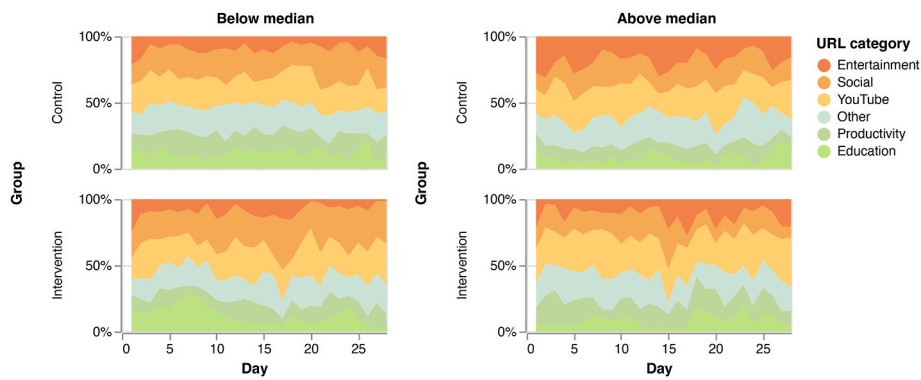 Below median
Above median
URL category
Entertainment
Social
YouTube
Other
Productivity
Education
Group
Control
100%
50%
0%
Group
Control
100%
50%
0%
Intervention
100%
50%
0%
0 5 10 15 20 25
Day
Intervention
100%
50%
0%
0 5 10 15 20 25
Day